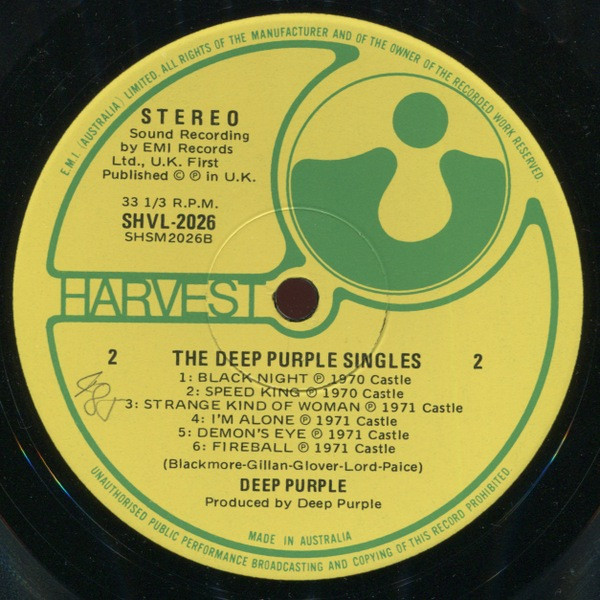 E.M.I. (AUSTRALIA) LIMITED. ALL RIGHTS OF THE MANUFACTURER AND OF THE OWNER OF THE RECORDED WORK RESERVED.
STEREO
Sound Recording
by EMI Records
Ltd., U.K. First
Published © ℗ in U.K.
33 1/3 R.P.M.
SHVL-2026
SHSM2026B
HARVEST
2 THE DEEP PURPLE SINGLES 2
1: BLACK NIGHT ℗ 1970 Castle
2: SPEED KING ℗ 1970 Castle
3: STRANGE KIND OF WOMAN ℗ 1971 Castle
4: I'M ALONE ℗ 1971 Castle
5: DEMON'S EYE ℗ 1971 Castle
6: FIREBALL ℗ 1971 Castle
(Blackmore-Gillan-Glover-Lord-Paice)
DEEP PURPLE
Produced by Deep Purple
MADE IN AUSTRALIA
UNAUTHORISED PUBLIC PERFORMANCE BROADCASTING AND COPYING OF THIS RECORD PROHIBITED.